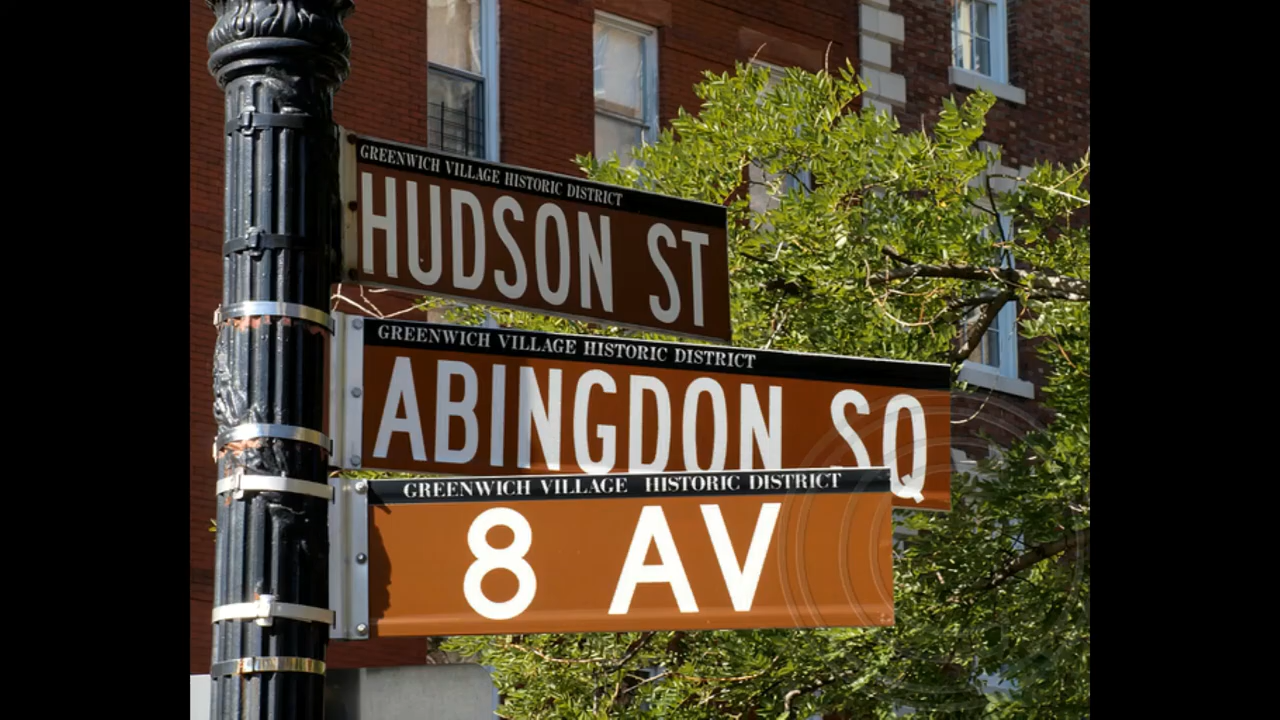 GREENWICH VILLAGE HISTORIC DISTRICT
HUDSON ST
GREENWICH VILLAGE HISTORIC DISTRICT
ABINGDON SQ
GREENWICH VILLAGE HISTORIC DISTRICT
8 AV